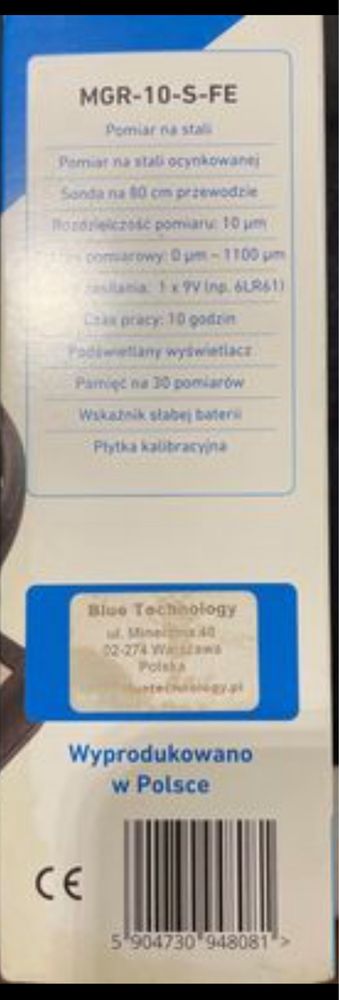 MGR-10-S-FE
Pomiar na stali
Pomiar na stali ocynkowanej
Sonda na 80 cm przewodzie
Rozdzielczość pomiaru: 10 µm
pomiarowy: 0 µm – 1100 µm
zasilania: 1 x 9V (np. 6LR61)
Czas pracy: 10 godzin
Podświetlany wyświetlacz
Pamięć na 30 pomiarów
Wskaźnik słabej baterii
Płytka kalibracyjna
Blue Technology
ul. 48
02-274 Warszawa
Polska
Wyprodukowano
w Polsce
CE
5 904730 948081 >